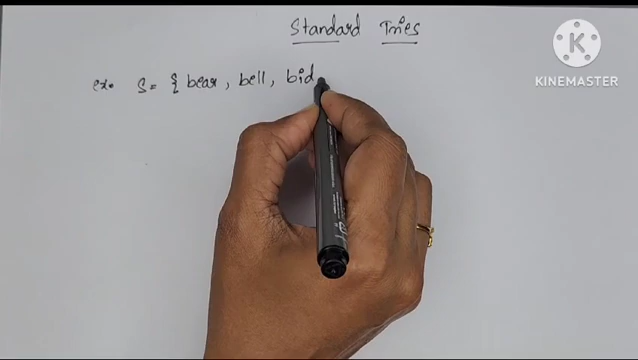 Standard Tries
KINEMASTER
ex. S = { bear, bell, bid